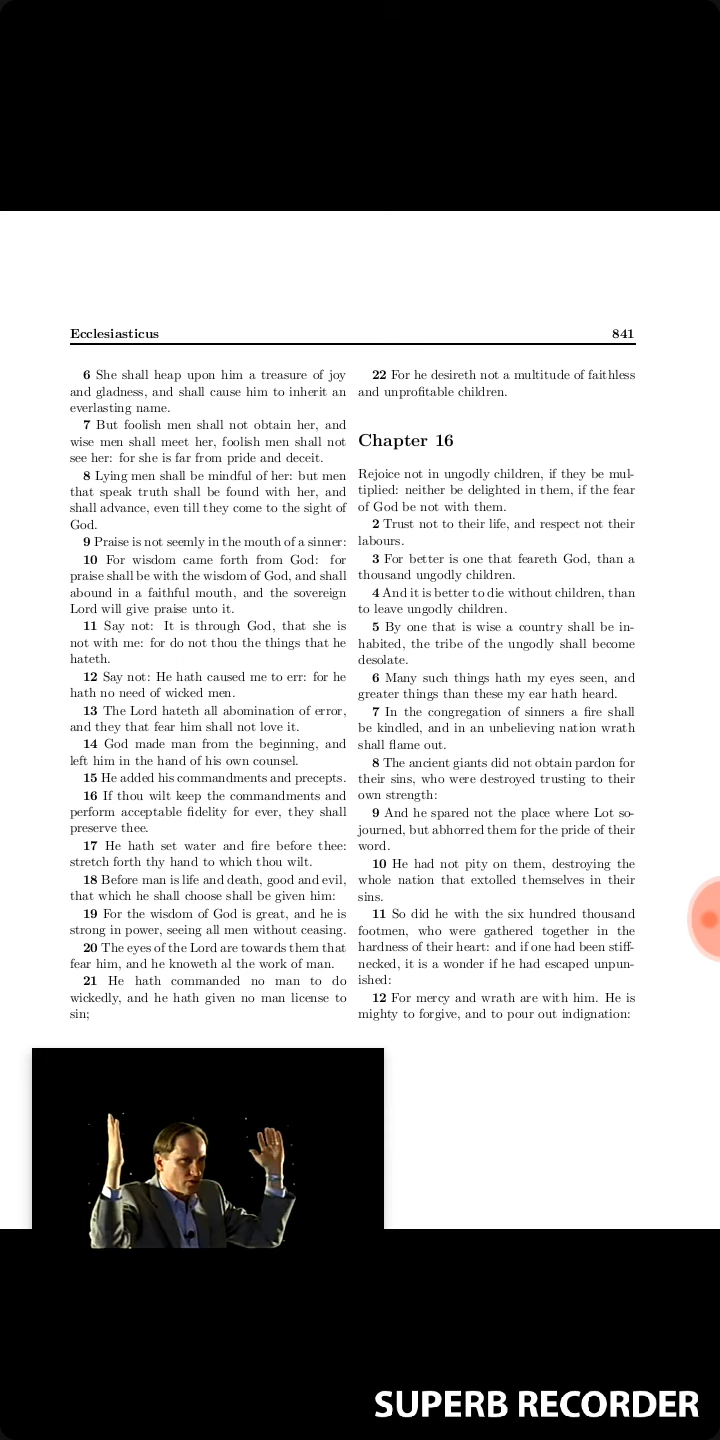 Ecclesiasticus 841
6 She shall heap upon him a treasure of joy
and gladness, and shall cause him to inherit an
everlasting name.
7 But foolish men shall not obtain her, and
wise men shall meet her, foolish men shall not
see her: for she is far from pride and deceit.
8 Lying men shall be mindful of her: but men
that speak truth shall be found with her, and
shall advance, even till they come to the sight of
God.
9 Praise is not seemly in the mouth of a sinner:
10 For wisdom came forth from God: for
praise shall be with the wisdom of God, and shall
abound in a faithful mouth, and the sovereign
Lord will give praise unto it.
11 Say not: It is through God, that she is
not with me: for do not thou the things that he
hateth.
12 Say not: He hath caused me to err: for he
hath no need of wicked men.
13 The Lord hateth all abomination of error,
and they that fear him shall not love it.
14 God made man from the beginning, and
left him in the hand of his own counsel.
15 He added his commandments and precepts.
16 If thou wilt keep the commandments and
perform acceptable fidelity for ever, they shall
preserve thee.
17 He hath set water and fire before thee:
stretch forth thy hand to which thou wilt.
18 Before man is life and death, good and evil,
that which he shall choose shall be given him:
19 For the wisdom of God is great, and he is
strong in power, seeing all men without ceasing.
20 The eyes of the Lord are towards them that
fear him, and he knoweth al the work of man.
21 He hath commanded no man to do
wickedly, and he hath given no man license to
sin;
22 For he desireth not a multitude of faithless
and unprofitable children.
Chapter 16
Rejoice not in ungodly children, if they be mul-
tiplied: neither be delighted in them, if the fear
of God be not with them.
2 Trust not to their life, and respect not their
labours.
3 For better is one that feareth God, than a
thousand ungodly children.
4 And it is better to die without children, than
to leave ungodly children.
5 By one that is wise a country shall be in-
habited, the tribe of the ungodly shall become
desolate.
6 Many such things hath my eyes seen, and
greater things than these my ear hath heard.
7 In the congregation of sinners a fire shall
be kindled, and in an unbelieving nation wrath
shall flame out.
8 The ancient giants did not obtain pardon for
their sins, who were destroyed trusting to their
own strength:
9 And he spared not the place where Lot so-
journed, but abhorred them for the pride of their
word.
10 He had not pity on them, destroying the
whole nation that extolled themselves in their
sins.
11 So did he with the six hundred thousand
footmen, who were gathered together in the
hardness of their heart: and if one had been stiff-
necked, it is a wonder if he had escaped unpun-
ished:
12 For mercy and wrath are with him. He is
mighty to forgive, and to pour out indignation:
SUPERB RECORDER